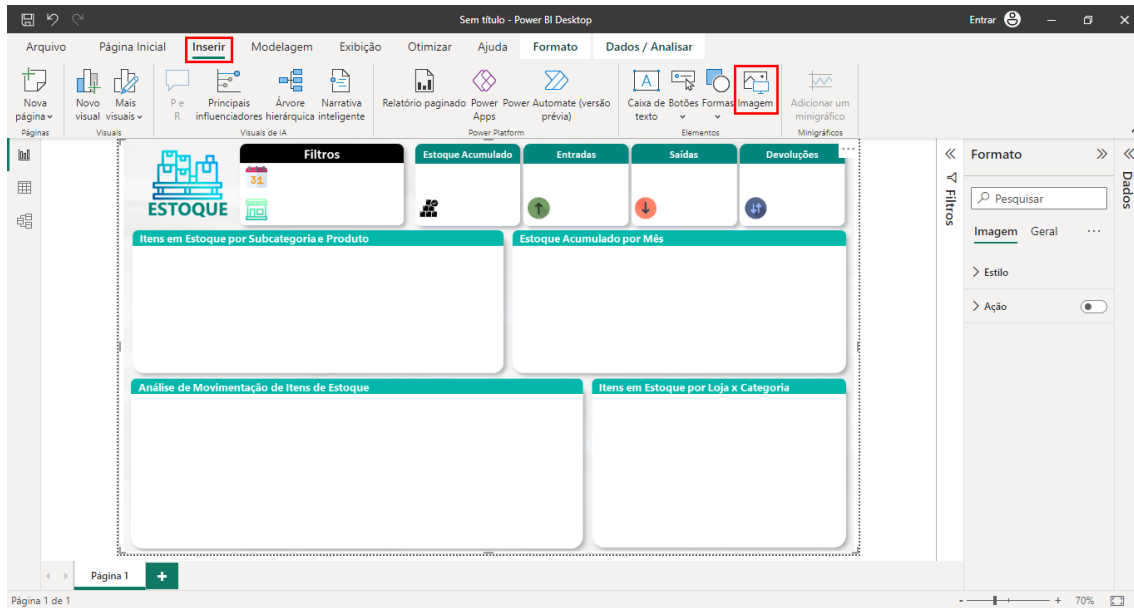 Sem título - Power BI Desktop
Entrar
Arquivo Página Inicial Inserir Modelagem Exibição Otimizar Ajuda Formato Dados / Analisar
Nova página
Novo visual
Mais visuais
P e R
Principais influenciadores
Árvore hierárquica
Narrativa inteligente
Relatório paginado
Power Apps
Power Automate (versão prévia)
Caixa de texto
Botões
Formas
Imagem
Adicionar um minigráfico
Páginas
Visuais
Visuais de IA
Power Platform
Elementos
Minigráficos
ESTOQUE
Filtros
31
Estoque Acumulado
Entradas
Saídas
Devoluções
Itens em Estoque por Subcategoria e Produto
Estoque Acumulado por Mês
Análise de Movimentação de Itens de Estoque
Itens em Estoque por Loja x Categoria
Filtros
Formato
Pesquisar
Imagem Geral
Estilo
Ação
Dados
Página 1
Página 1 de 1
70%